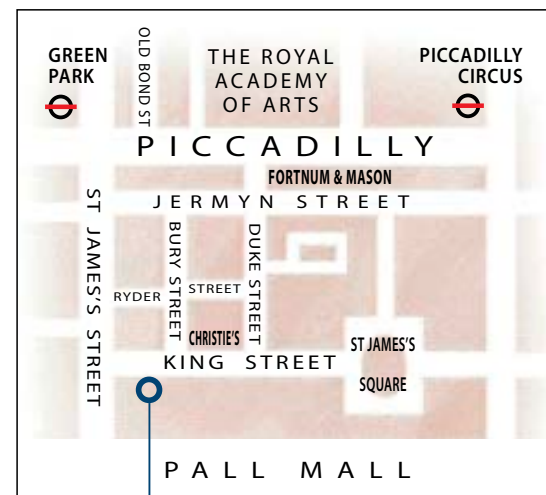 GREEN
PARK
OLD BOND ST
THE ROYAL
ACADEMY
OF ARTS
PICCADILLY
CIRCUS
PICCADILLY
FORTNUM & MASON
JERMYN STREET
ST JAMES'S STREET
BURY STREET
DUKE STREET
RYDER STREET
CHRISTIE'S
ST JAMES'S
SQUARE
KING STREET
PALL MALL